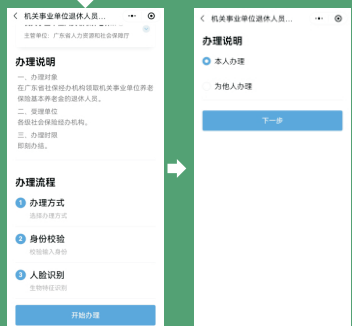 机关事业单位退休人员...
主管单位：广东省人力资源和社会保障厅
办理说明
一、办理对象
在广东省社保经办机构领取机关事业单位养老
保险基本养老金的退休人员。
二、受理单位
各级社会保险经办机构。
三、办理时限
即刻办结。
办理流程
1 办理方式
选择办理方式
2 身份校验
校验输入身份
3 人脸识别
生物特征识别
开始办理
机关事业单位退休人员...
办理说明
本人办理
为他人办理
下一步